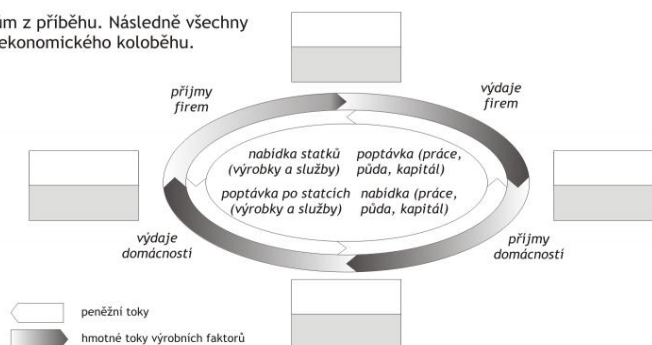 ům z příběhu. Následně všechny
ekonomického koloběhu.
příjmy
firem
výdaje
firem
nabídka statků
(výrobky a služby)
poptávka (práce,
půda, kapitál)
poptávka po statcích
(výrobky a služby)
nabídka (práce,
půda, kapitál)
výdaje
domácností
příjmy
domácností
peněžní toky
hmotné toky výrobních faktorů